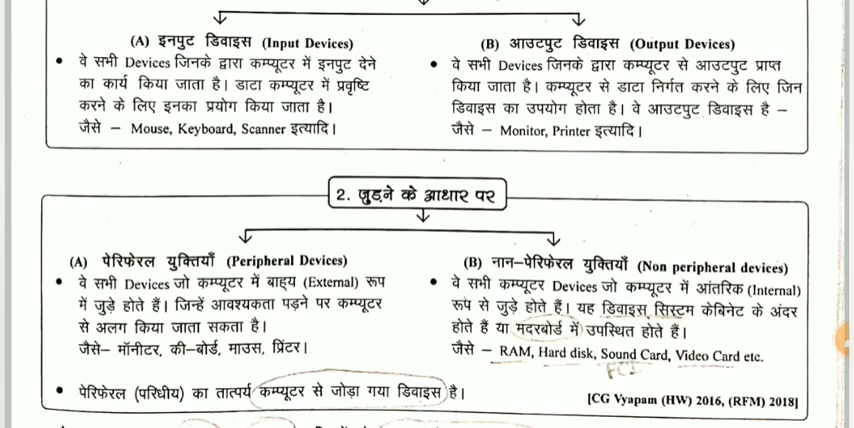 (A) इनपुट डिवाइस (Input Devices)
• वे सभी Devices जिनके द्वारा कम्प्यूटर में इनपुट देने
का कार्य किया जाता है। डाटा कम्प्यूटर में प्रवृष्टि
करने के लिए इनका प्रयोग किया जाता है।
जैसे – Mouse, Keyboard, Scanner इत्यादि।
(B) आउटपुट डिवाइस (Output Devices)
• वे सभी Devices जिनके द्वारा कम्प्यूटर से आउटपुट प्राप्त
किया जाता है। कम्प्यूटर से डाटा निर्गत करने के लिए जिन
डिवाइस का उपयोग होता है। वे आउटपुट डिवाइस है –
जैसे – Monitor, Printer इत्यादि।
2. जुड़ने के आधार पर
(A) पेरिफेरल युक्तियाँ (Peripheral Devices)
• वे सभी Devices जो कम्प्यूटर में बाह्य (External) रूप
में जुड़े होते हैं। जिन्हें आवश्यकता पड़ने पर कम्प्यूटर
से अलग किया जाता सकता है।
जैसे– मॉनीटर, की-बोर्ड, माउस, प्रिंटर।
(B) नान-पेरिफेरल युक्तियाँ (Non peripheral devices)
• वे सभी कम्प्यूटर Devices जो कम्प्यूटर में आंतरिक (Internal)
रूप से जुड़े होते हैं। यह डिवाइस सिस्टम केबिनेट के अंदर
होते हैं या मदरबोर्ड में उपस्थित होते हैं।
जैसे – RAM, Hard disk, Sound Card, Video Card etc.
• पेरिफेरल (परिधीय) का तात्पर्य कम्प्यूटर से जोड़ा गया डिवाइस है।
[CG Vyapam (HW) 2016, (RFM) 2018]